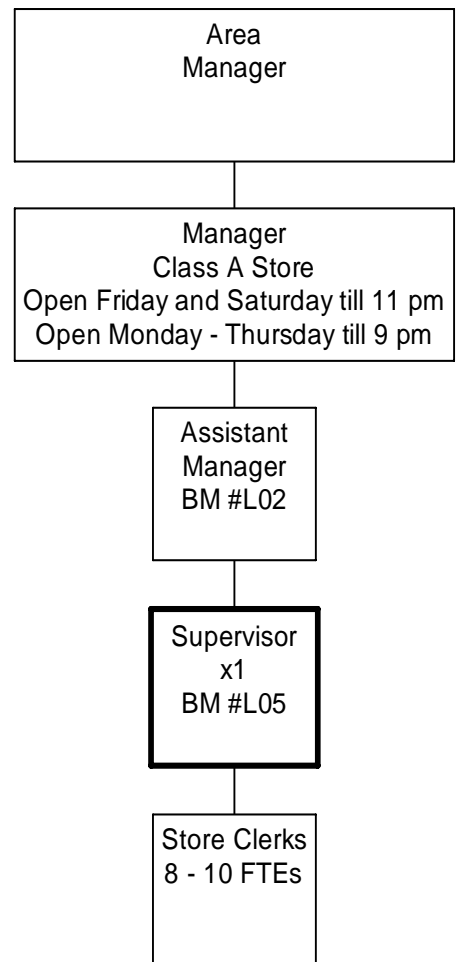 Area
Manager
Manager
Class A Store
Open Friday and Saturday till 11 pm
Open Monday - Thursday till 9 pm
Assistant
Manager
BM #L02
Supervisor
x1
BM #L05
Store Clerks
8 - 10 FTEs